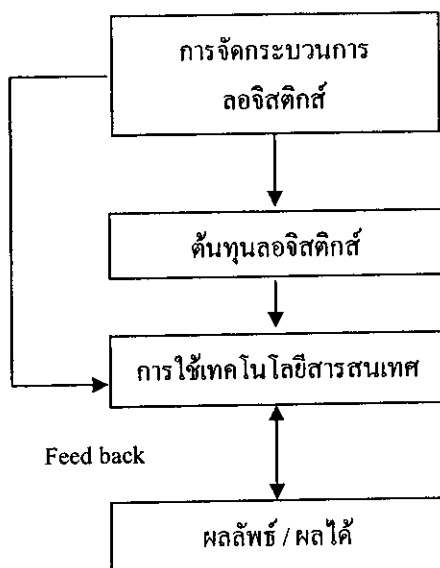 การจัดกระบวนการ
ลอจิสติกส์
ต้นทุนลอจิสติกส์
การใช้เทคโนโลยีสารสนเทศ
Feed back
ผลลัพธ์ / ผลได้